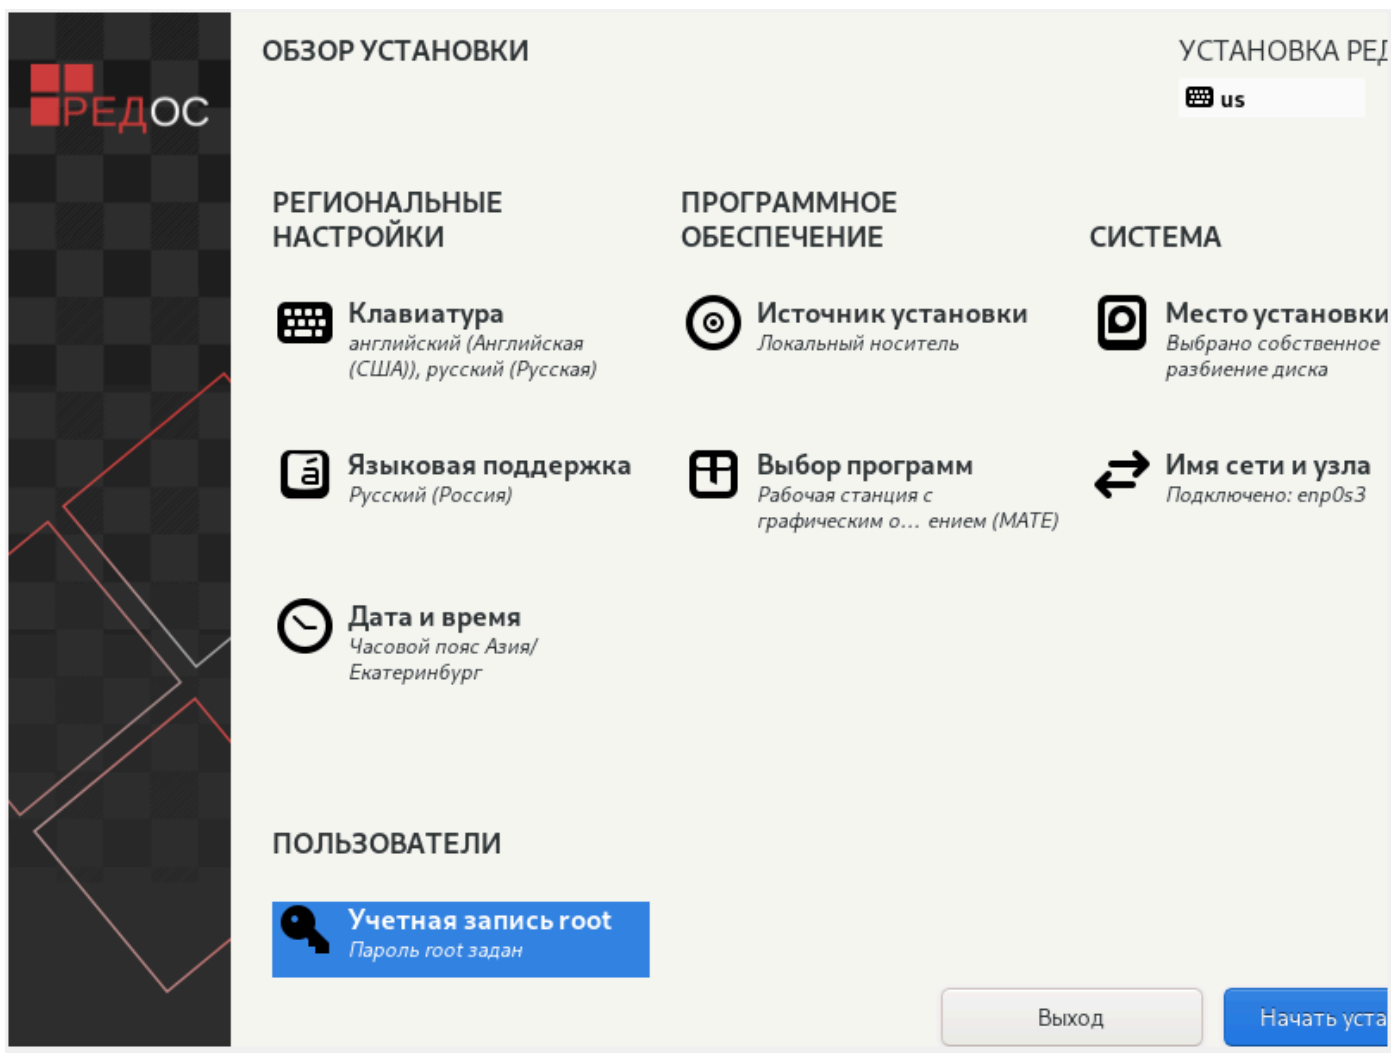 РЕДОС
ОБЗОР УСТАНОВКИ
УСТАНОВКА РЕД
us
РЕГИОНАЛЬНЫЕ
НАСТРОЙКИ
Клавиатура
английский (Английская
(США)), русский (Русская)
Языковая поддержка
Русский (Россия)
Дата и время
Часовой пояс Азия/
Екатеринбург
ПРОГРАММНОЕ
ОБЕСПЕЧЕНИЕ
Источник установки
Локальный носитель
Выбор программ
Рабочая станция с
графическим о... ением (MATE)
СИСТЕМА
Место установки
Выбрано собственное
разбиение диска
Имя сети и узла
Подключено: enp0s3
ПОЛЬЗОВАТЕЛИ
Учетная запись root
Пароль root задан
Выход
Начать уста